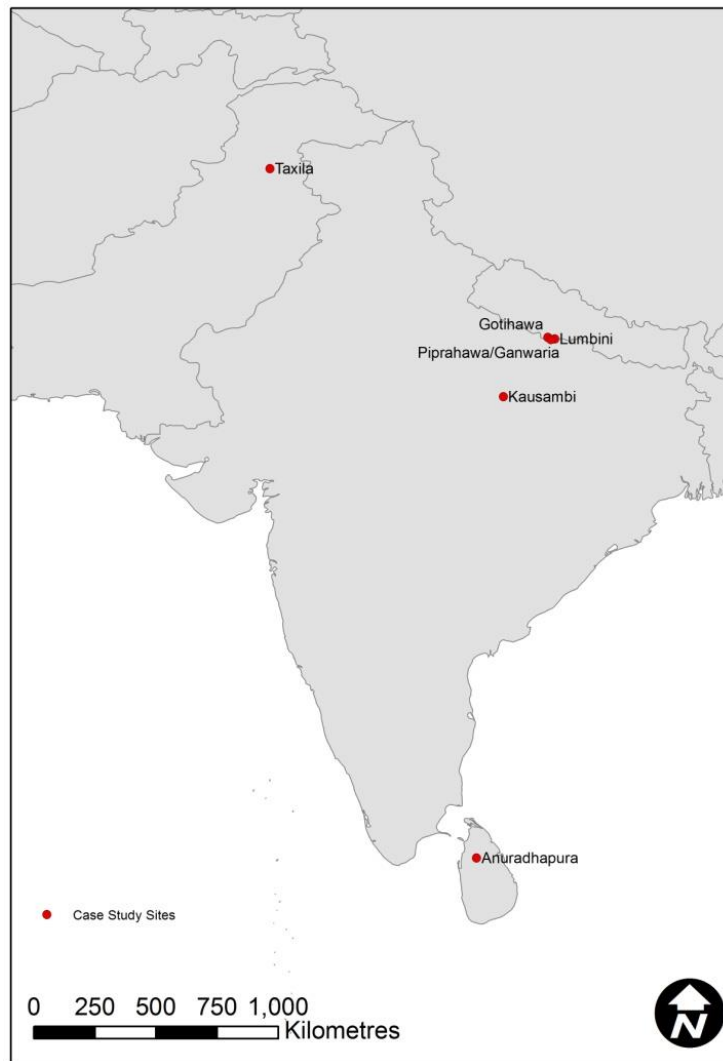 Taxila
Gotihawa
Lumbini
Piprahawa/Ganwaria
Kausambi
Anuradhapura
Case Study Sites
0 250 500 750 1,000
Kilometres
N